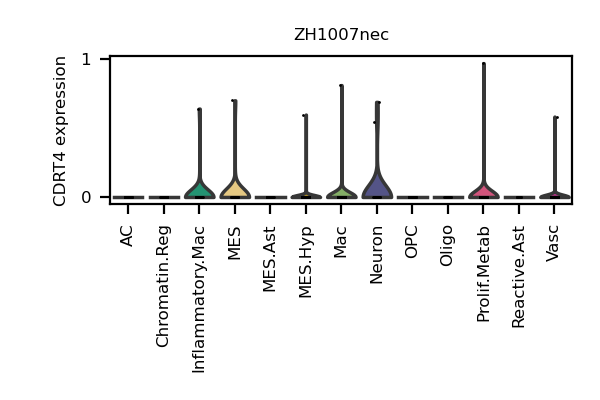 ZH1007nec
CDRT4 expression
1
0
AC
Chromatin.Reg
Inflammatory.Mac
MES
MES.Ast
MES.Hyp
Mac
Neuron
OPC
Oligo
Prolif.Metab
Reactive.Ast
Vasc